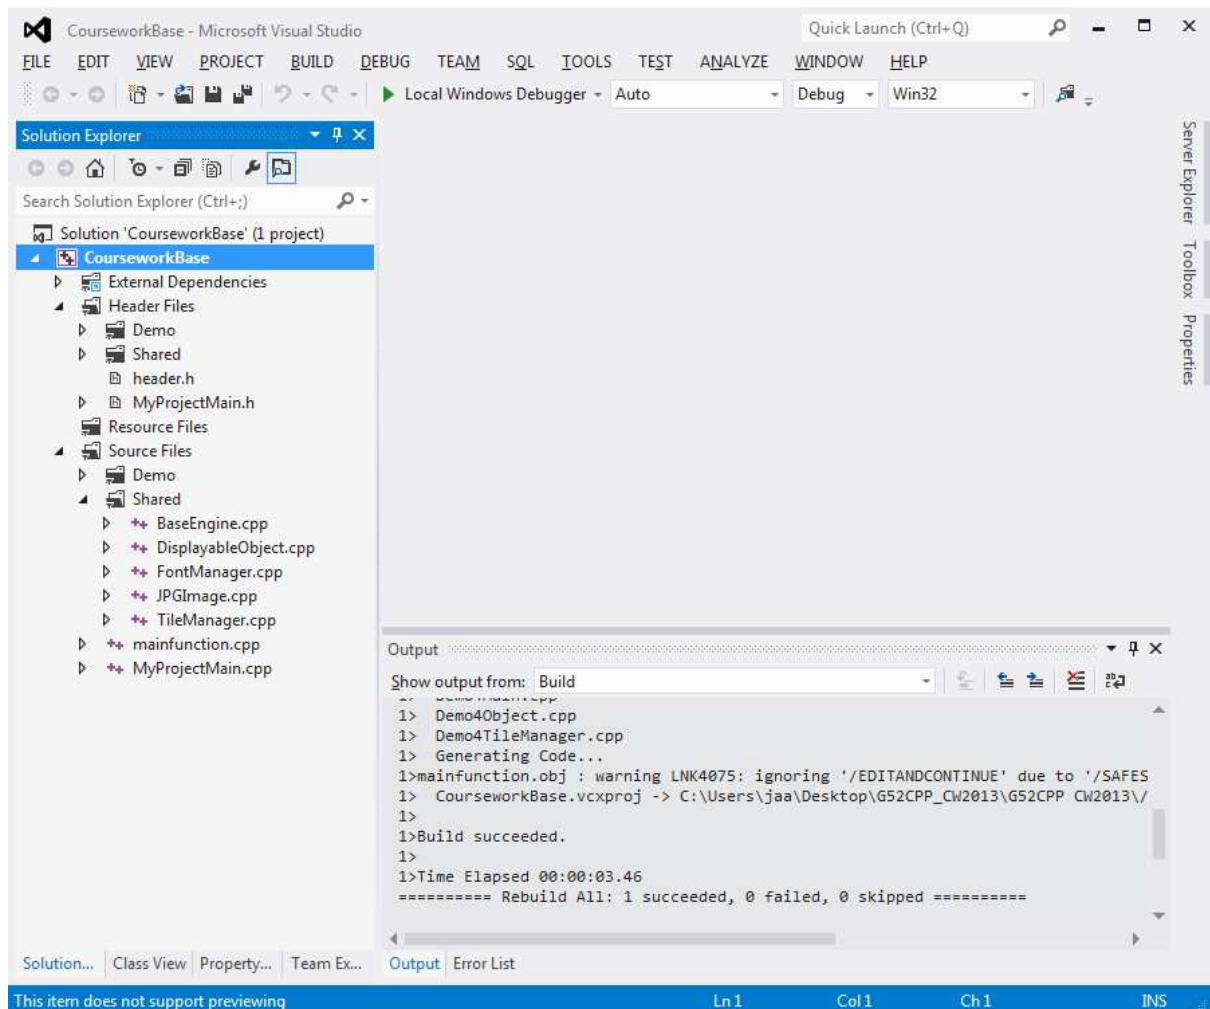 CourseworkBase - Microsoft Visual Studio
Quick Launch (Ctrl+Q)
FILE EDIT VIEW PROJECT BUILD DEBUG TEAM SQL TOOLS TEST ANALYZE WINDOW HELP
Local Windows Debugger Auto Debug Win32
Solution Explorer
Search Solution Explorer (Ctrl+;)
Solution 'CourseworkBase' (1 project)
CourseworkBase
External Dependencies
Header Files
Demo
Shared
header.h
MyProjectMain.h
Resource Files
Source Files
Demo
Shared
BaseEngine.cpp
DisplayableObject.cpp
FontManager.cpp
JPGImage.cpp
TileManager.cpp
mainfunction.cpp
MyProjectMain.cpp
Solution... Class View Property... Team Ex...
Server Explorer
Toolbox
Properties
Output
Show output from: Build
1> Demo4Object.cpp
1> Demo4TileManager.cpp
1> Generating Code...
1>mainfunction.obj : warning LNK4075: ignoring '/EDITANDCONTINUE' due to '/SAFES
1> CourseworkBase.vcxproj -> C:\Users\jaa\Desktop\G52CPP_CW2013\G52CPP CW2013\/
1>
1>Build succeeded.
1>
1>Time Elapsed 00:00:03.46
========== Rebuild All: 1 succeeded, 0 failed, 0 skipped ==========
Output Error List
This item does not support previewing Ln 1 Col 1 Ch 1 INS